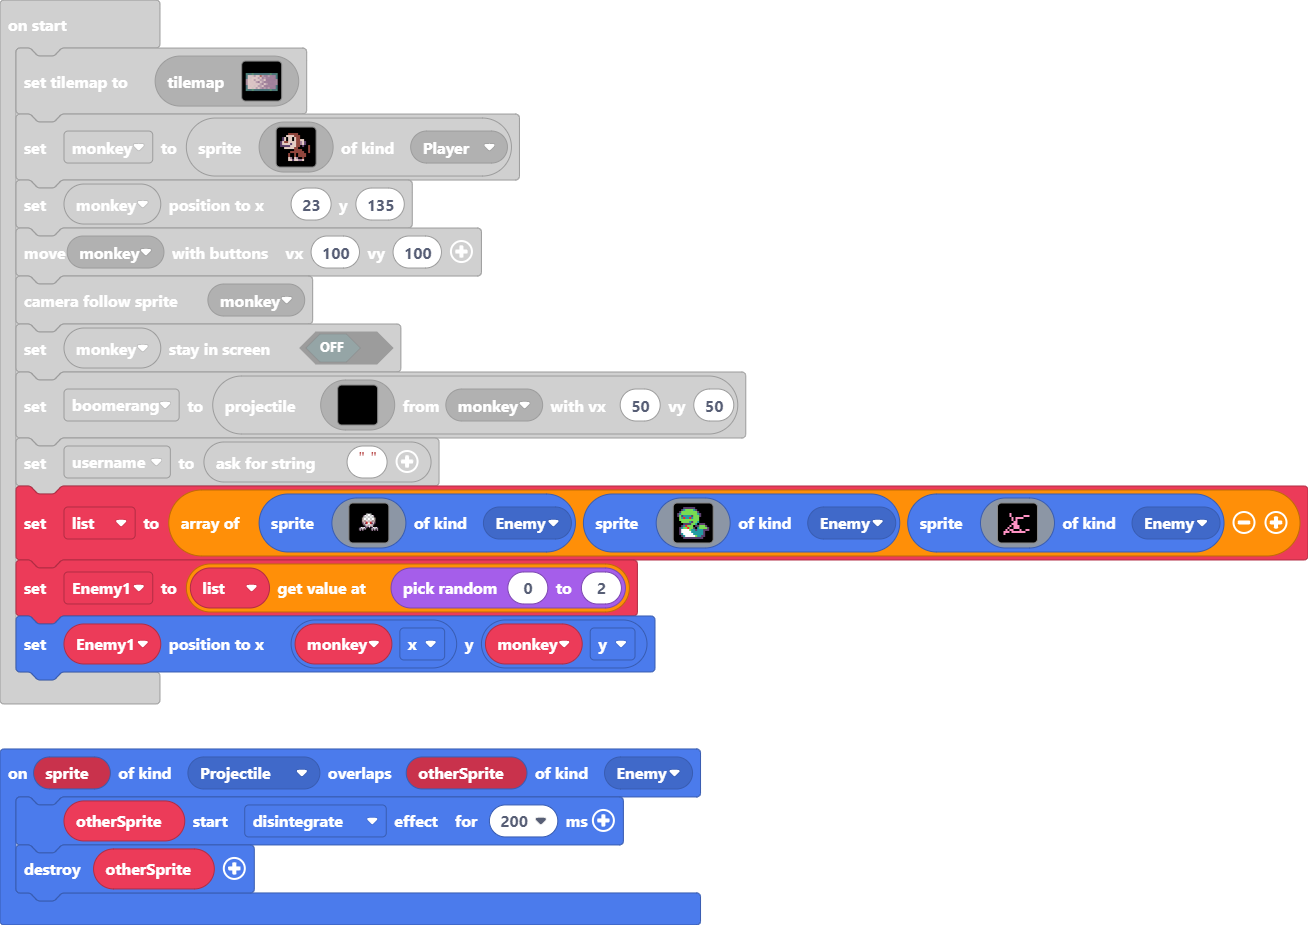 on start
set tilemap to tilemap
set monkey to sprite of kind Player
set monkey position to x 23 y 135
move monkey with buttons vx 100 vy 100
camera follow sprite monkey
set monkey stay in screen OFF
set boomerang to projectile from monkey with vx 50 vy 50
set username to ask for string " "
set list to array of sprite of kind Enemy sprite of kind Enemy sprite of kind Enemy
set Enemy1 to list get value at pick random 0 to 2
set Enemy1 position to x monkey x y monkey y
on sprite of kind Projectile overlaps otherSprite of kind Enemy
otherSprite start disintegrate effect for 200 ms
destroy otherSprite